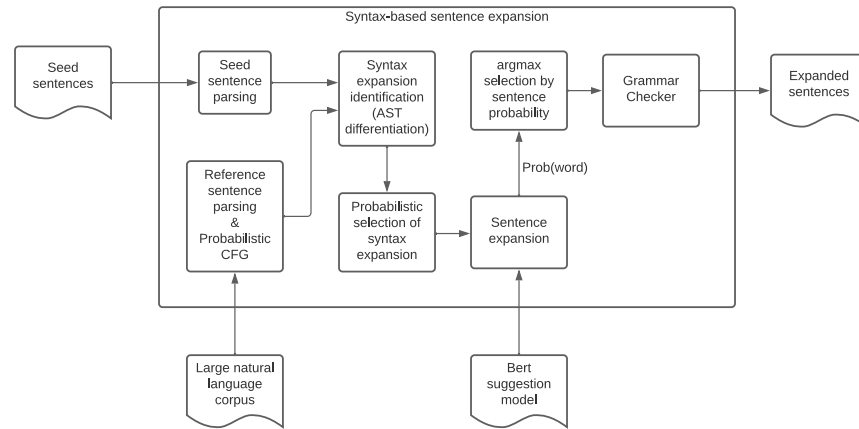 Syntax-based sentence expansion
Seed
sentences
Seed
sentence
parsing
Syntax
expansion
identification
(AST
differentiation)
argmax
selection by
sentence
probability
Grammar
Checker
Expanded
sentences
Prob(word)
Reference
sentence
parsing
&
Probabilistic
CFG
Probabilistic
selection of
syntax
expansion
Sentence
expansion
Large natural
language
corpus
Bert
suggestion
model